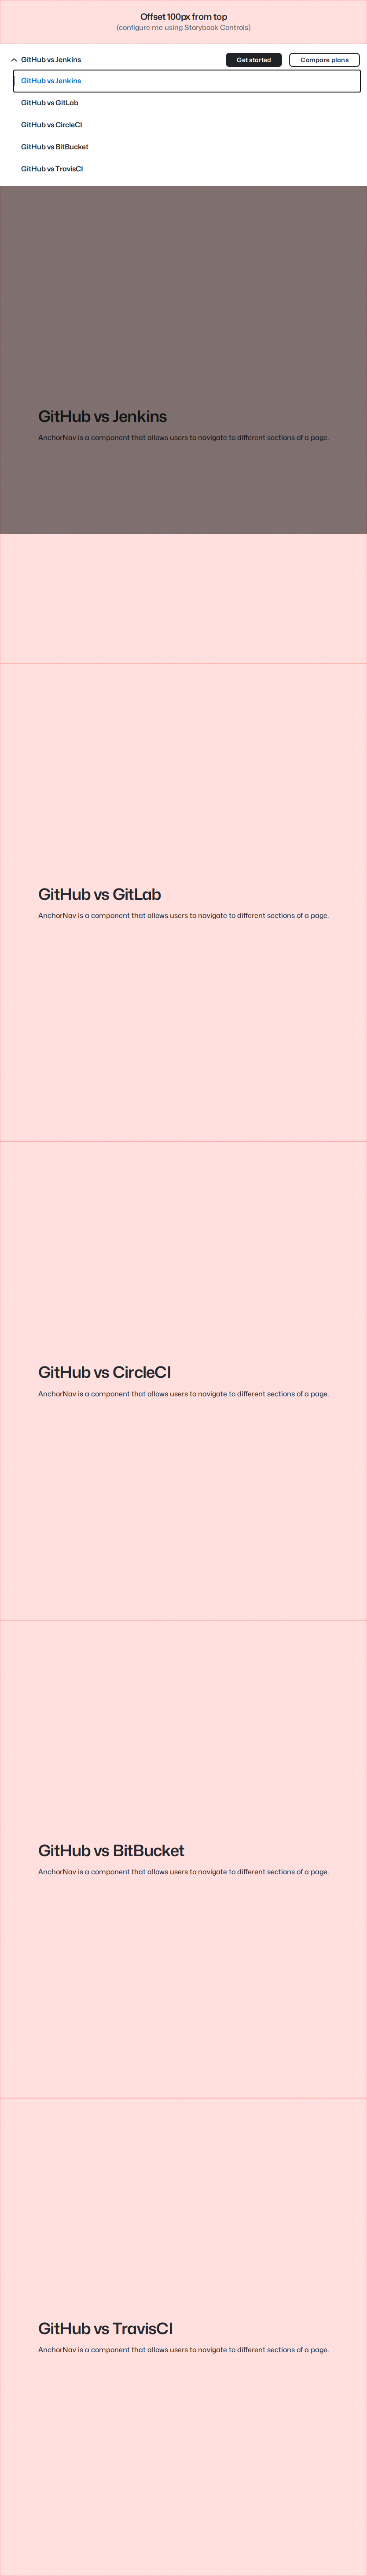 Offset 100px from top
(configure me using Storybook Controls)
GitHub vs Jenkins
Get started
Compare plans
GitHub vs Jenkins
GitHub vs GitLab
GitHub vs CircleCI
GitHub vs BitBucket
GitHub vs TravisCI
GitHub vs Jenkins
AnchorNav is a component that allows users to navigate to different sections of a page.
GitHub vs GitLab
AnchorNav is a component that allows users to navigate to different sections of a page.
GitHub vs CircleCI
AnchorNav is a component that allows users to navigate to different sections of a page.
GitHub vs BitBucket
AnchorNav is a component that allows users to navigate to different sections of a page.
GitHub vs TravisCI
AnchorNav is a component that allows users to navigate to different sections of a page.